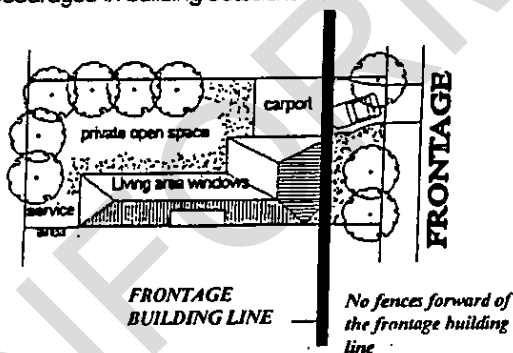 carport
private open space
Living area windows
service
area
FRONTAGE
FRONTAGE
BUILDING LINE
No fences forward of
the frontage building
line